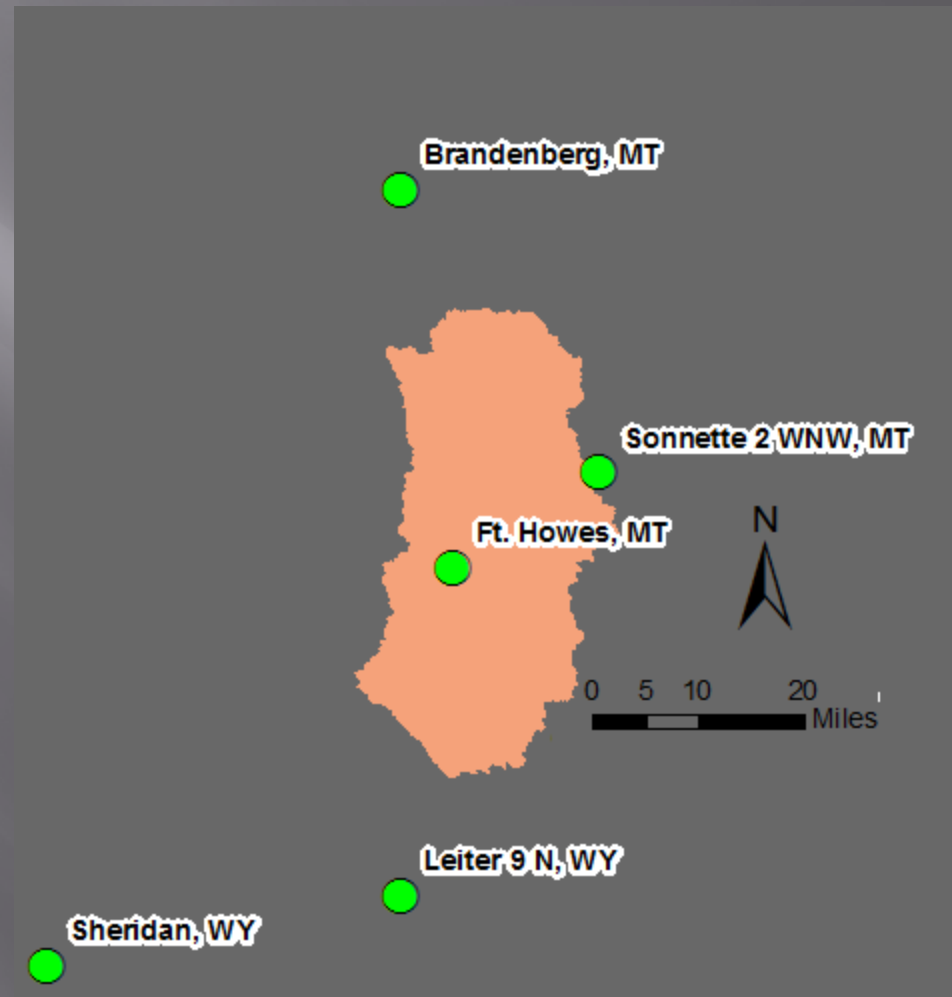 Brandenberg, MT
Sonnette 2 WNW, MT
Ft. Howes, MT
N
0 5 10 20
Miles
Leiter 9 N, WY
Sheridan, WY